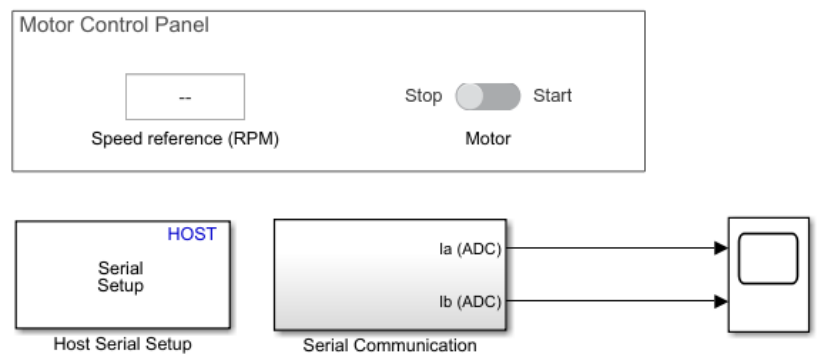 Motor Control Panel
--
Stop
Start
Speed reference (RPM)
Motor
HOST
Serial
Setup
Ia (ADC)
Ib (ADC)
Host Serial Setup
Serial Communication